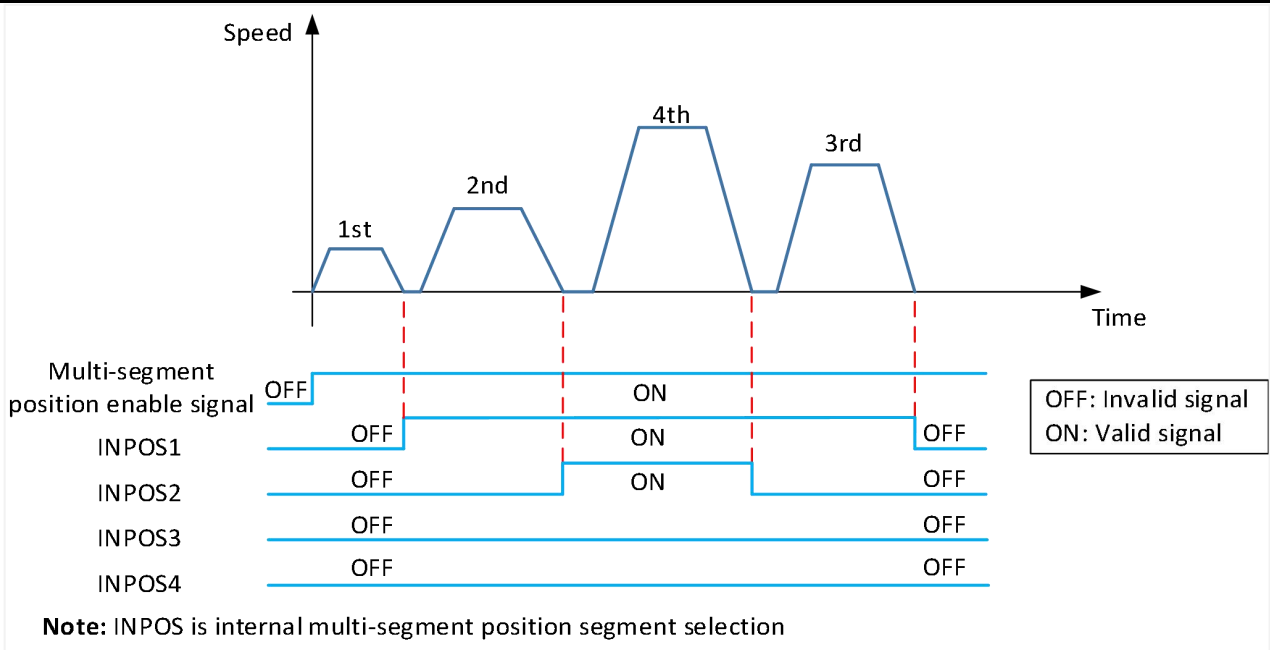 Speed
4th
3rd
2nd
1st
Time
Multi-segment
position enable signal
OFF
ON
OFF: Invalid signal
ON: Valid signal
INPOS1
OFF
ON
OFF
INPOS2
OFF
ON
OFF
INPOS3
OFF
OFF
INPOS4
OFF
OFF
Note: INPOS is internal multi-segment position segment selection